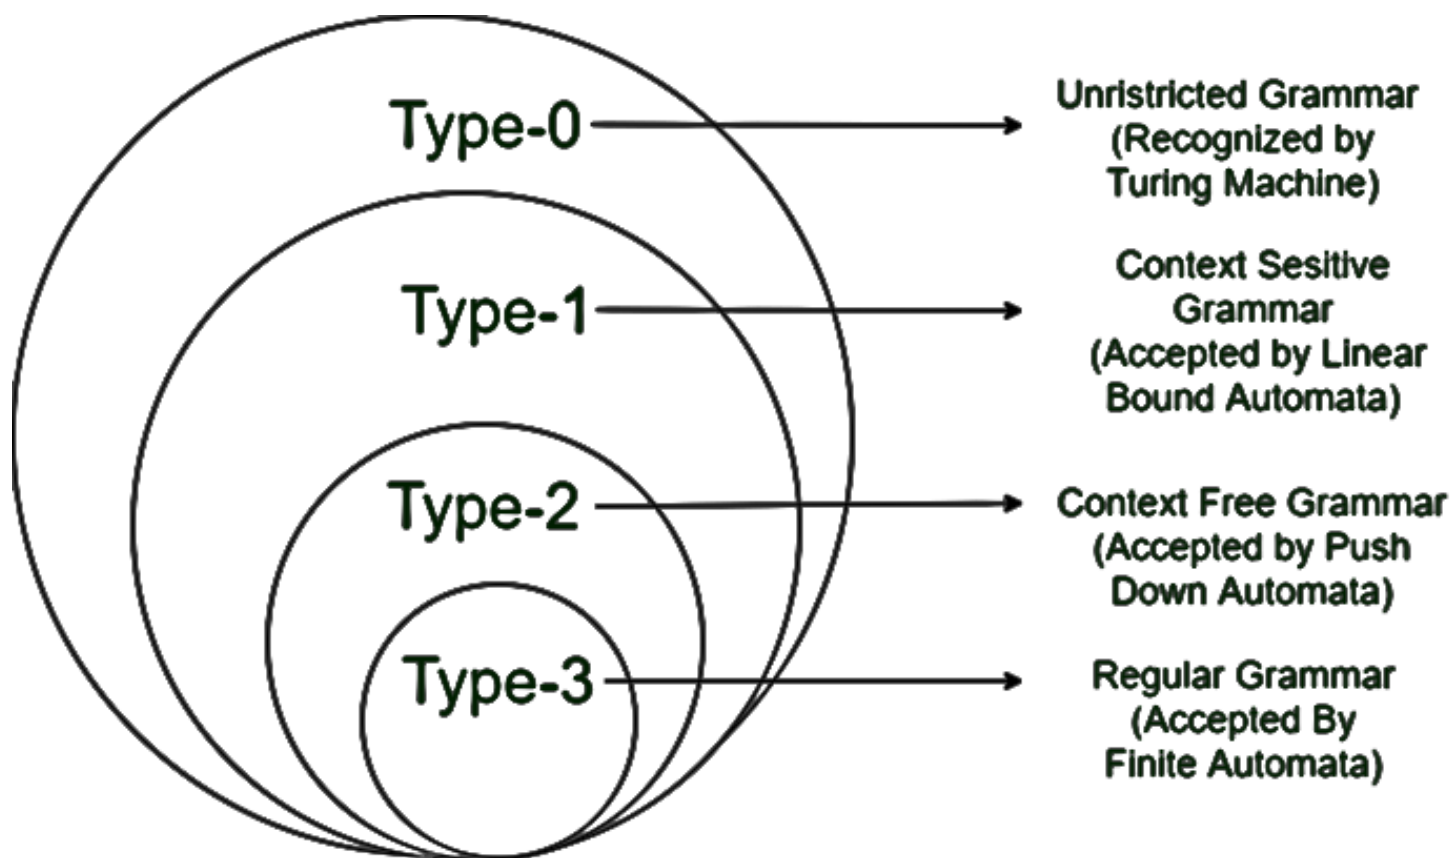 Type-0
Unristricted Grammar
(Recognized by
Turing Machine)
Type-1
Context Sesitive
Grammar
(Accepted by Linear
Bound Automata)
Type-2
Context Free Grammar
(Accepted by Push
Down Automata)
Type-3
Regular Grammar
(Accepted By
Finite Automata)